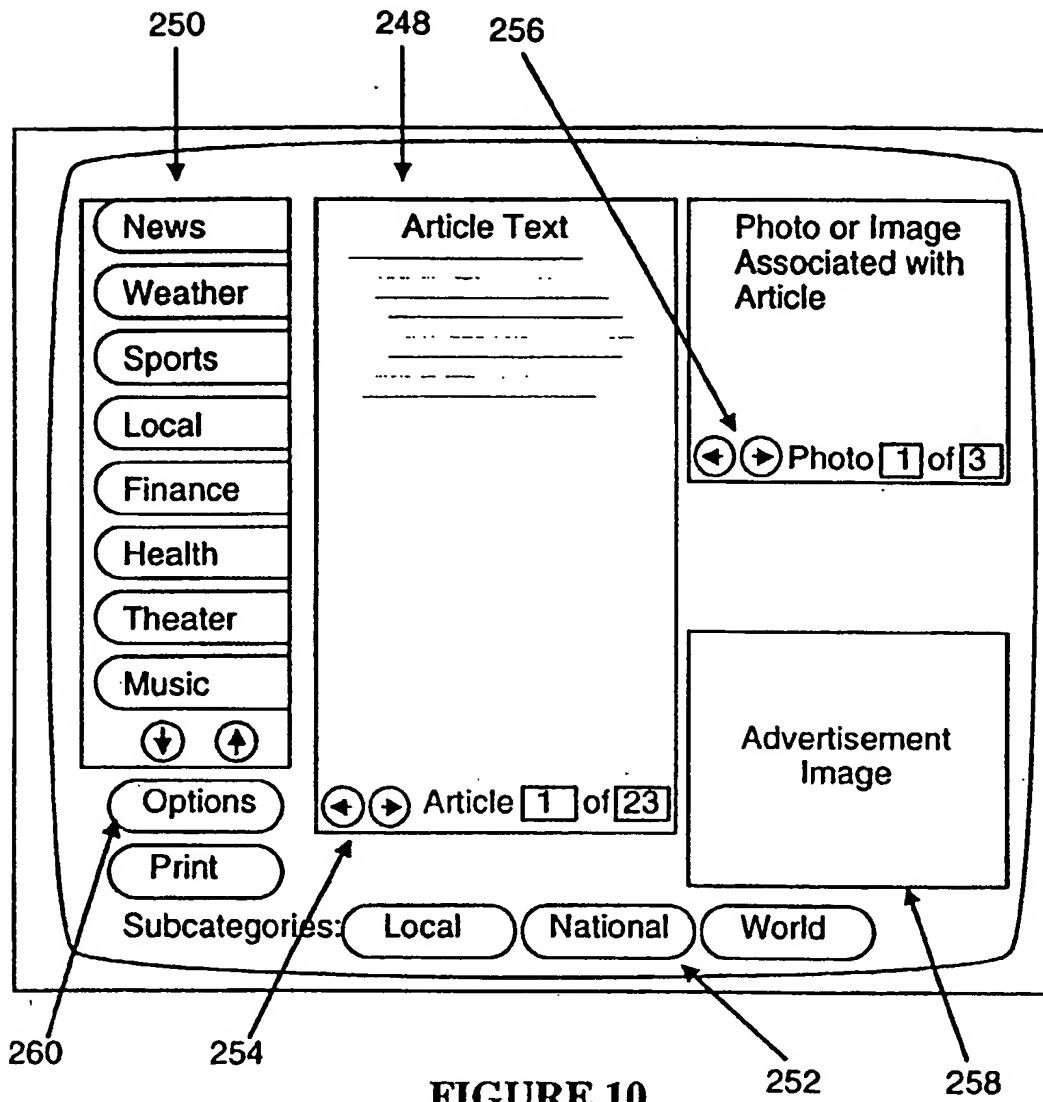 250 248 256
News
Weather
Sports
Local
Finance
Health
Theater
Music
Options
Print
Article Text
Article 1 of 23
Photo or Image
Associated with
Article
Photo 1 of 3
Advertisement
Image
Subcategories: Local National World
260 254 252 258
FIGURE 10